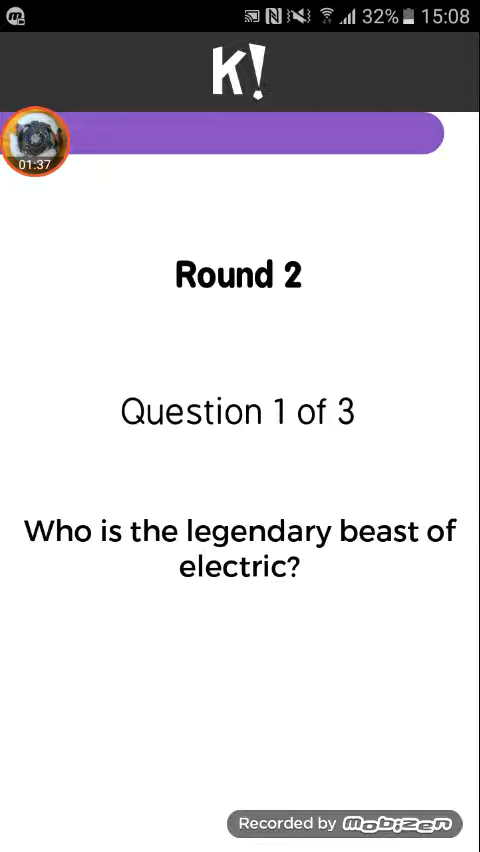 32% 15:08
K!
01:37
Round 2
Question 1 of 3
Who is the legendary beast of
electric?
Recorded by Mobizen